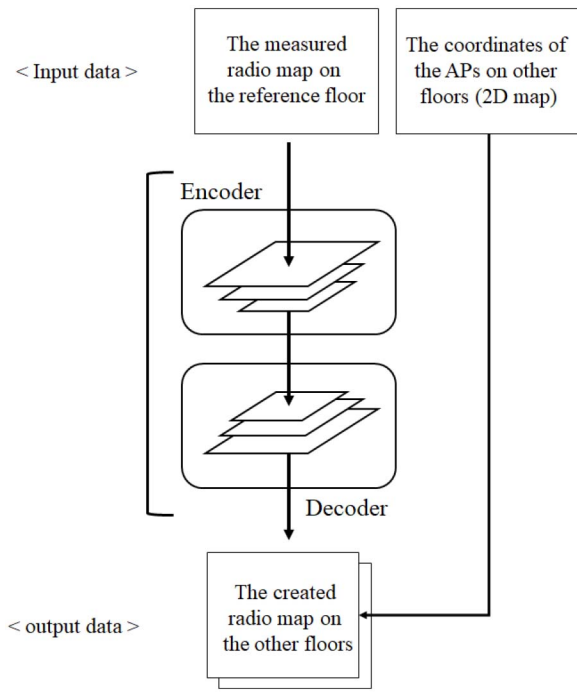 < Input data >
The measured
radio map on
the reference floor
The coordinates of
the APs on other
floors (2D map)
Encoder
Decoder
< output data >
The created
radio map on
the other floors